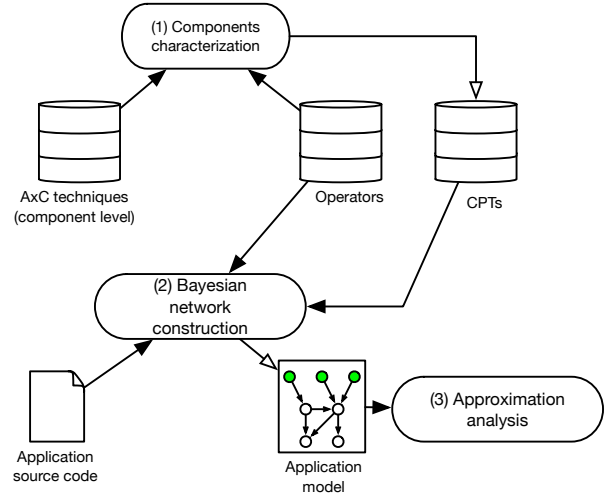 (1) Components
characterization
AxC techniques
(component level)
Operators
CPTs
(2) Bayesian
network
construction
Application
source code
Application
model
(3) Approximation
analysis